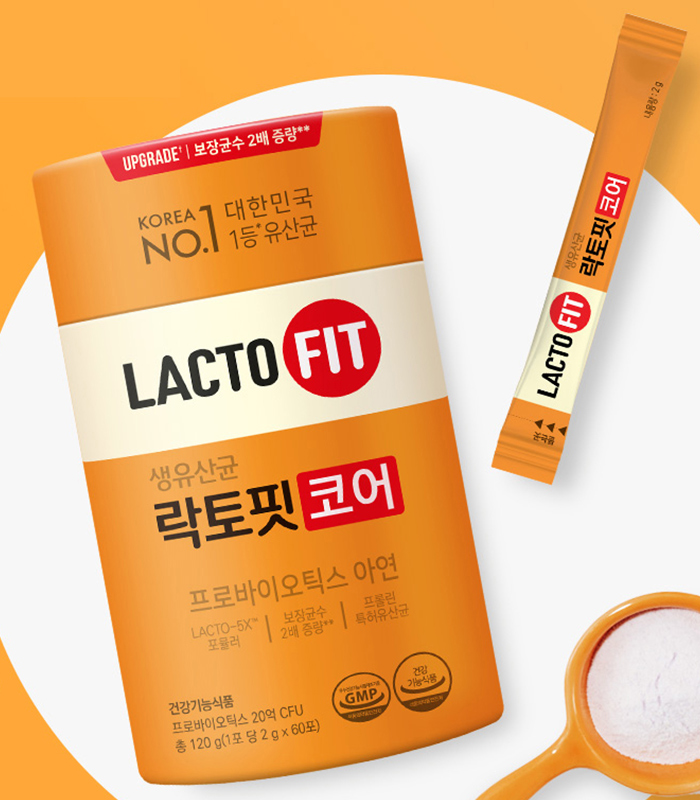 UPGRADE† | 보장균수 2배 증량**
KOREA
NO.1
대한민국
1등*유산균
LACTO FIT
생유산균
락토핏 코어
프로바이오틱스 아연
LACTO-5X™
포뮬러
보장균수
2배 증량**
프롤린
특허유산균
GMP
건강
기능식품
건강기능식품
프로바이오틱스 20억 CFU
총 120 g(1포 당 2 g x 60포)
내용량 : 2 g
생유산균
락토핏 코어
LACTO FIT